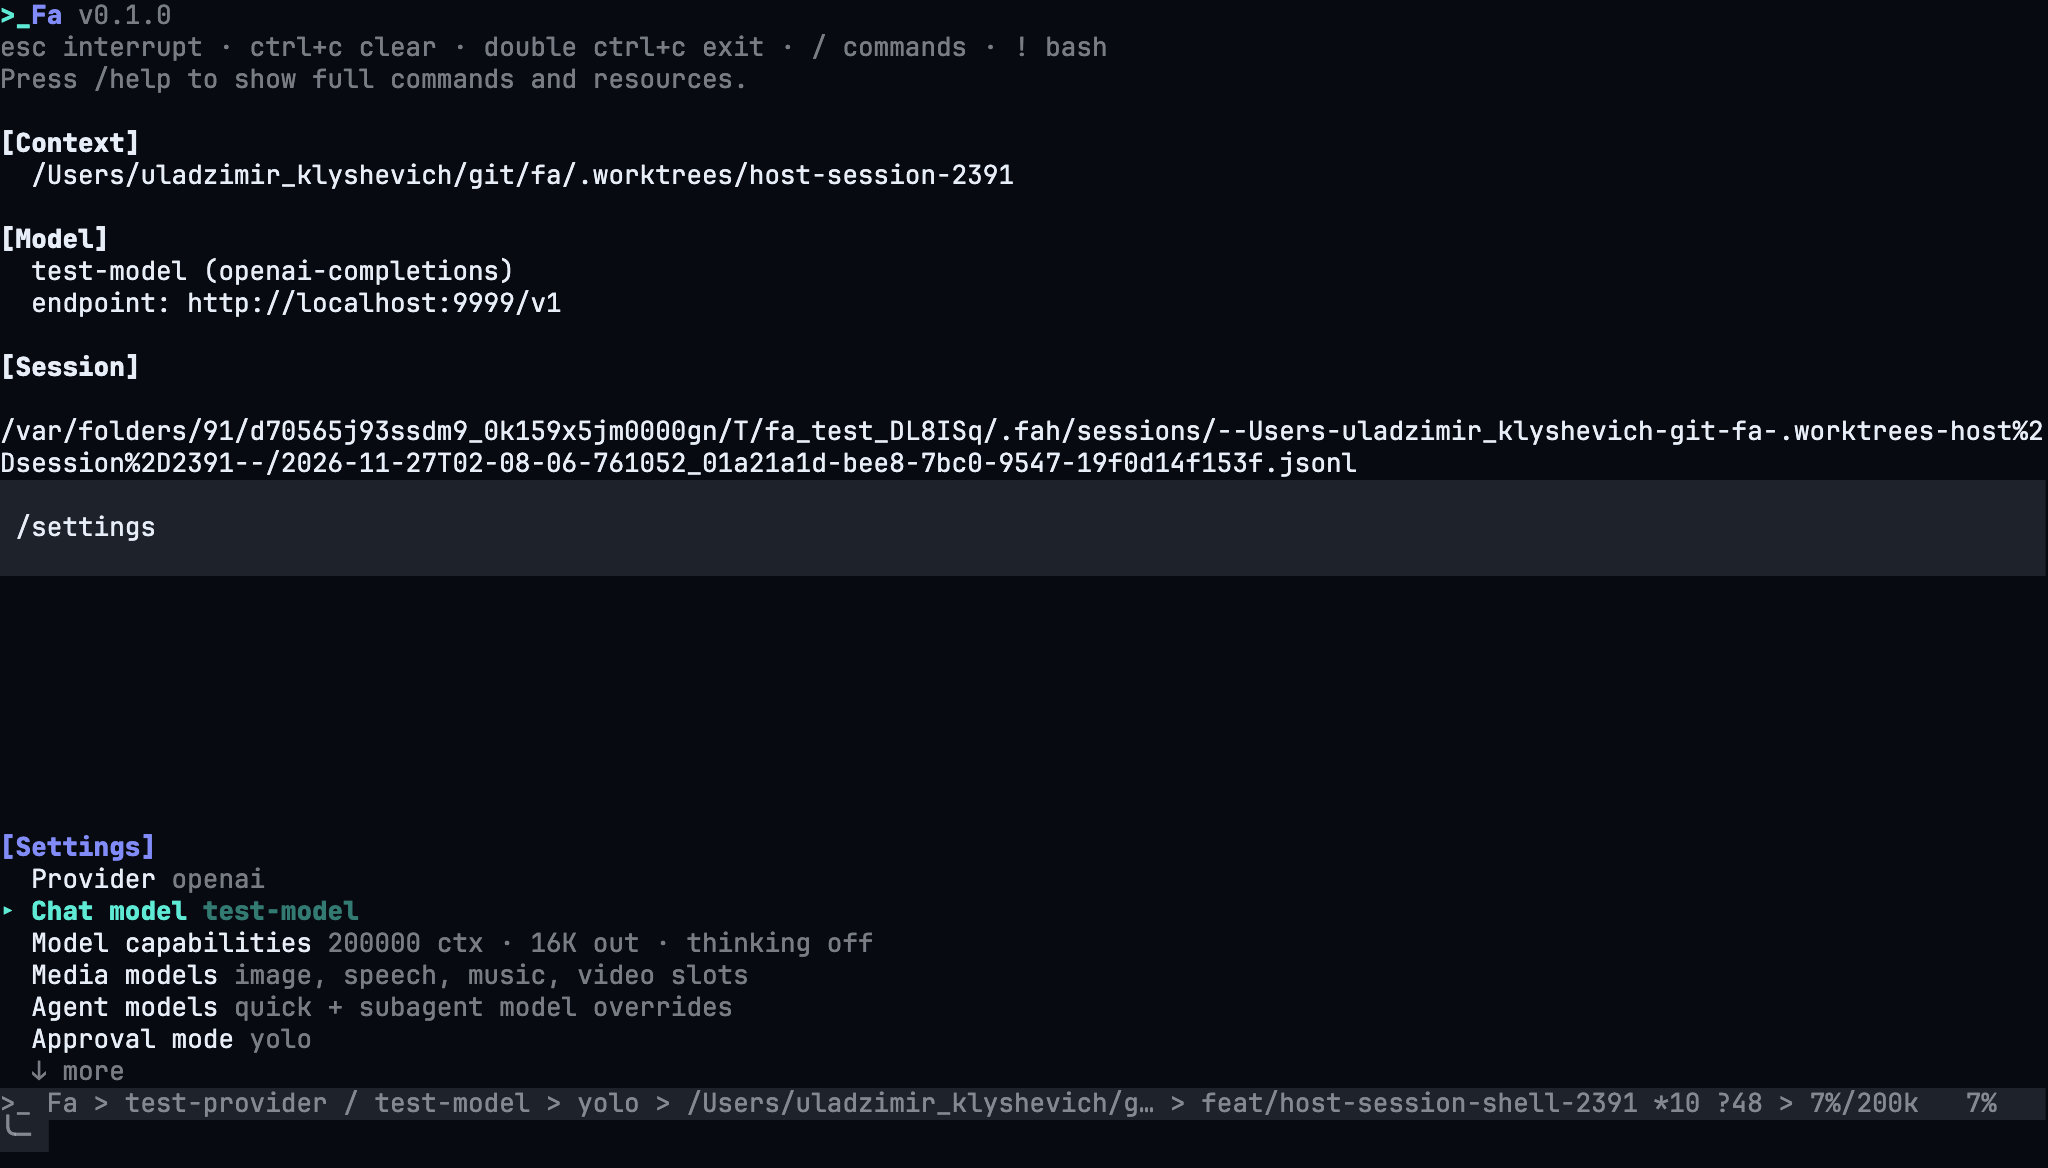 >_Fa v0.1.0
esc interrupt · ctrl+c clear · double ctrl+c exit · / commands · ! bash
Press /help to show full commands and resources.
[Context]
/Users/uladzimir_klyshevich/git/fa/.worktrees/host-session-2391
[Model]
test-model (openai-completions)
endpoint: http://localhost:9999/v1
[Session]
/var/folders/91/d70565j93ssdm9_0k159x5jm0000gn/T/fa_test_DL8ISq/.fah/sessions/--Users-uladzimir_klyshevich-git-fa-.worktrees-host%2
Dsession%2D2391--/2026-11-27T02-08-06-761052_01a21a1d-bee8-7bc0-9547-19f0d14f153f.jsonl
/settings
[Settings]
Provider openai
▸ Chat model test-model
Model capabilities 200000 ctx · 16K out · thinking off
Media models image, speech, music, video slots
Agent models quick + subagent model overrides
Approval mode yolo
↓ more
>_ Fa > test-provider / test-model > yolo > /Users/uladzimir_klyshevich/g… > feat/host-session-shell-2391 *10 ?48 > 7%/200k 7%